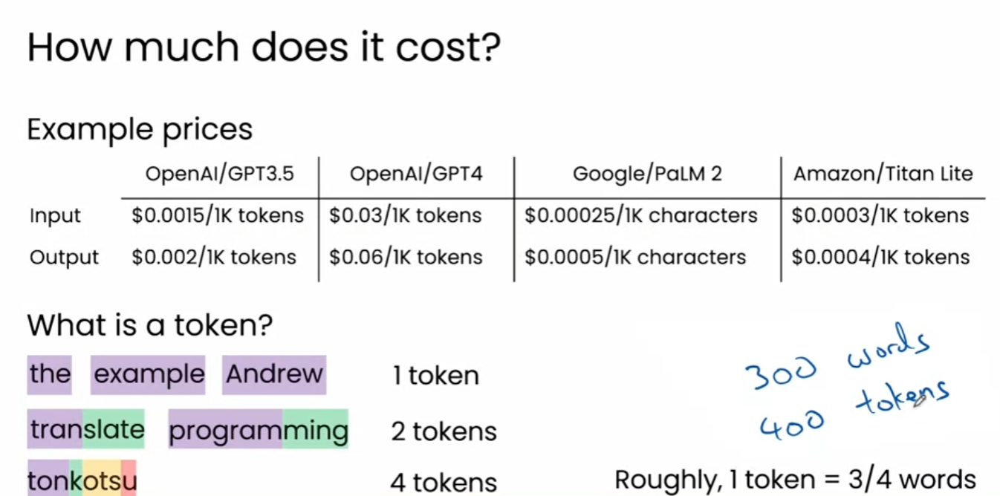 How much does it cost?
Example prices
OpenAI/GPT3.5 OpenAI/GPT4 Google/PaLM 2 Amazon/Titan Lite
Input $0.0015/1K tokens $0.03/1K tokens $0.00025/1K characters $0.0003/1K tokens
Output $0.002/1K tokens $0.06/1K tokens $0.0005/1K characters $0.0004/1K tokens
What is a token?
the example Andrew 1 token
translate programming 2 tokens
tonkotsu 4 tokens
300 words
400 tokens
Roughly, 1 token = 3/4 words